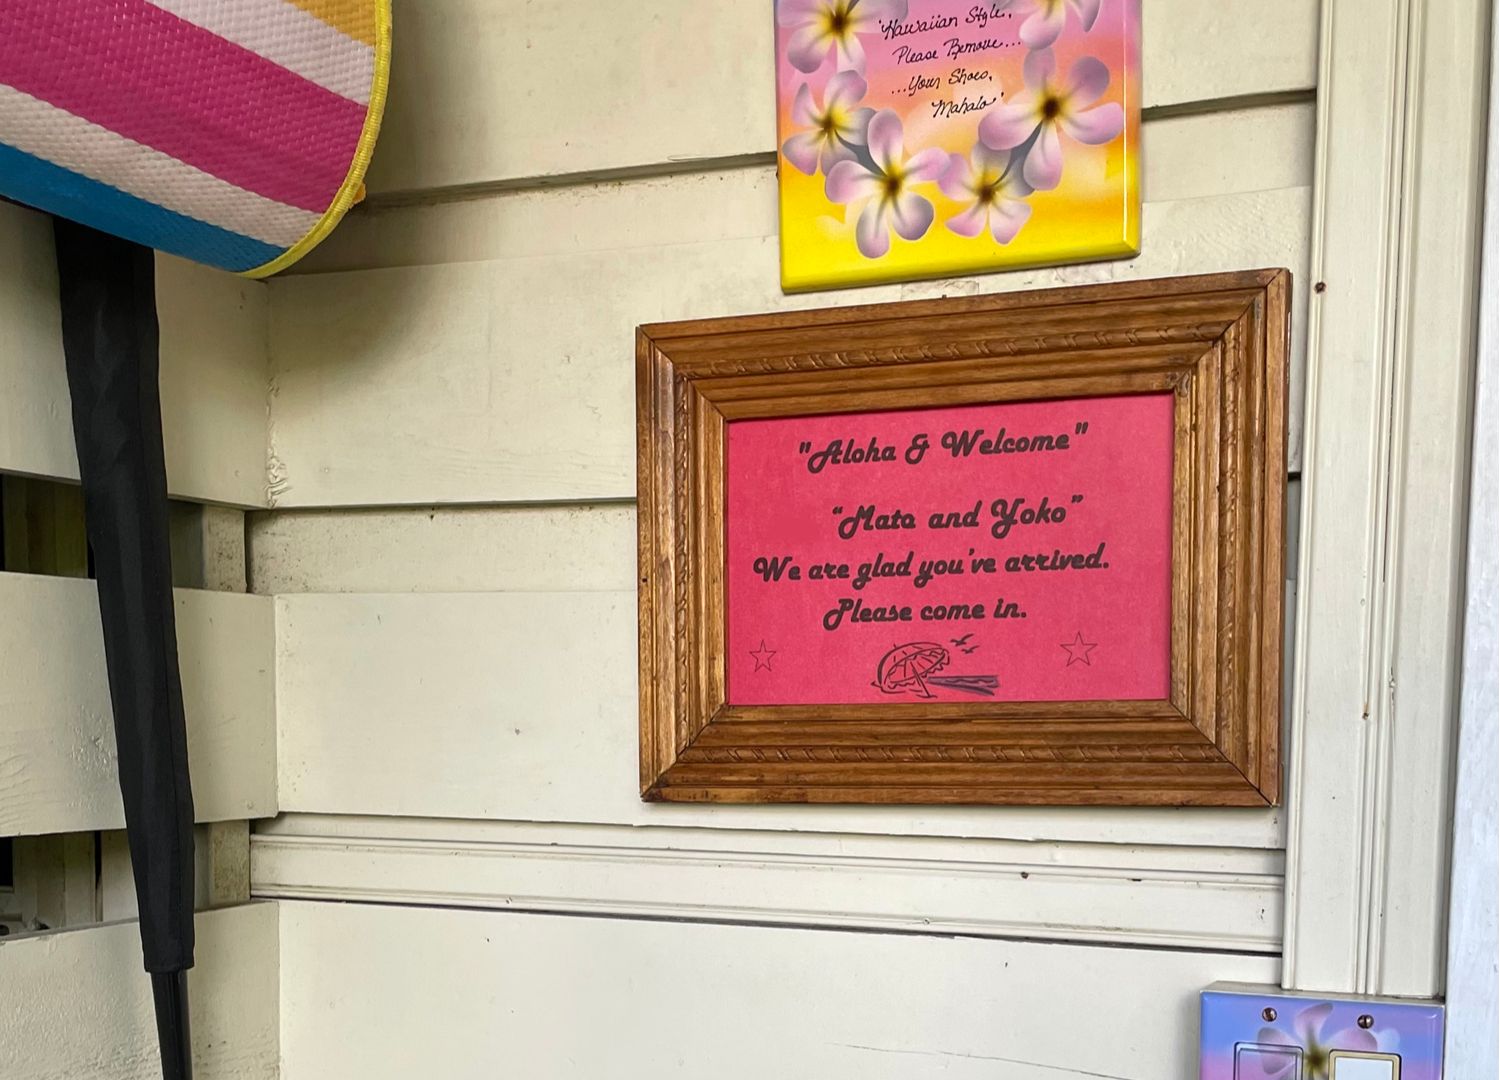 'Hawaiian Style,
Please Remove...
...Your Shoes,
'Mahalo'
"Aloha & Welcome"
"Mata and Yoko"
We are glad you've arrived.
Please come in.